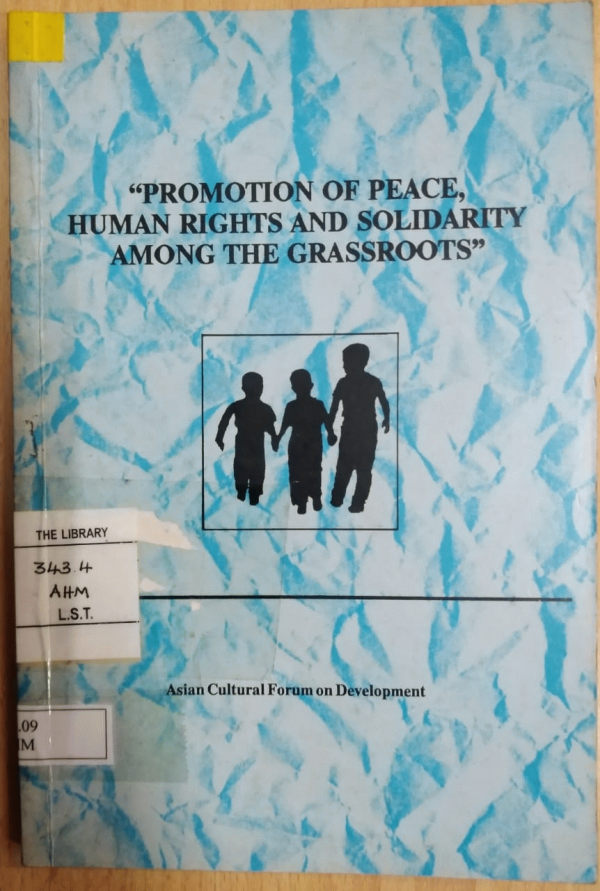 “PROMOTION OF PEACE,
HUMAN RIGHTS AND SOLIDARITY
AMONG THE GRASSROOTS”
THE LIBRARY
343.4
AHM
L.S.T.
Asian Cultural Forum on Development
.09